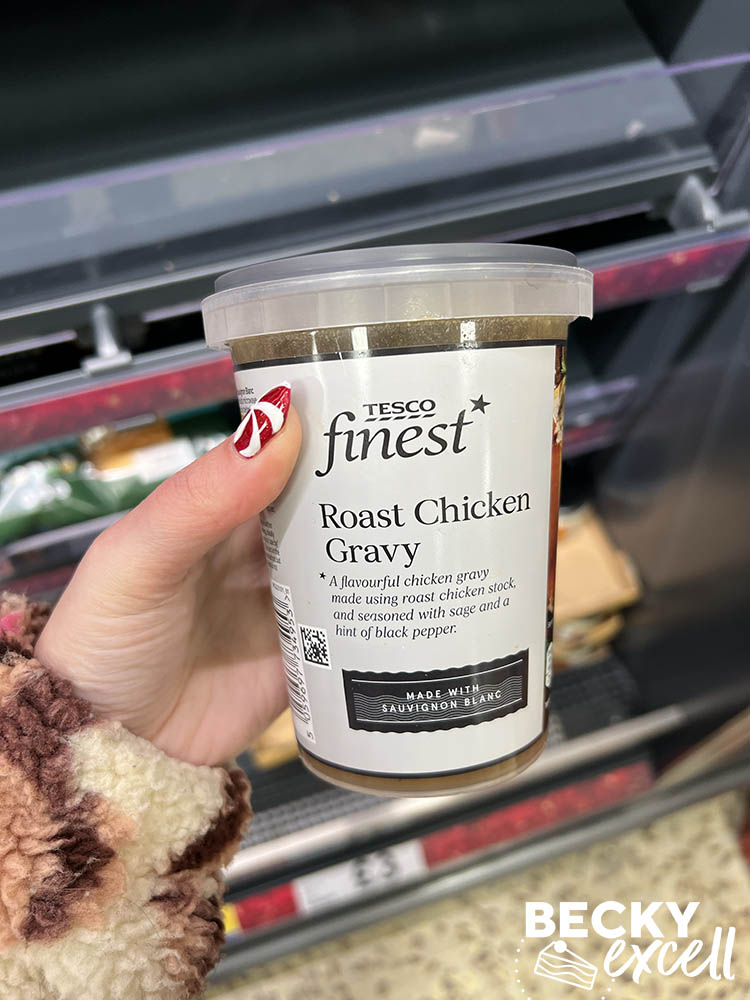 TESCO
finest*
Roast Chicken
Gravy
*A flavourful chicken gravy
made using roast chicken stock,
and seasoned with sage and a
hint of black pepper.
MADE WITH
SAUVIGNON BLANC
£3
BECKY
excell